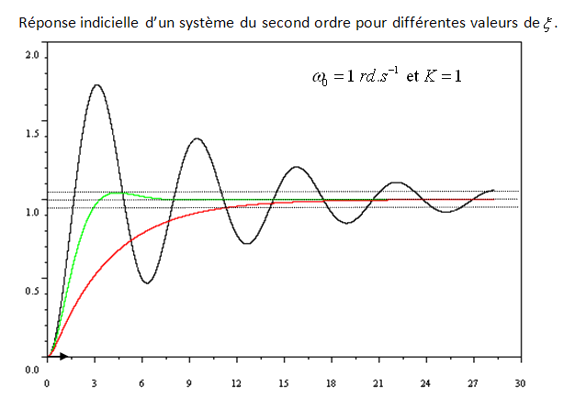 Réponse indicielle d'un système du second ordre pour différentes valeurs de ξ.
2.0
ω₀ = 1 rd.s⁻¹ et K = 1
1.5
1.0
0.5
0.0
0 3 6 9 12 15 18 21 24 27 30